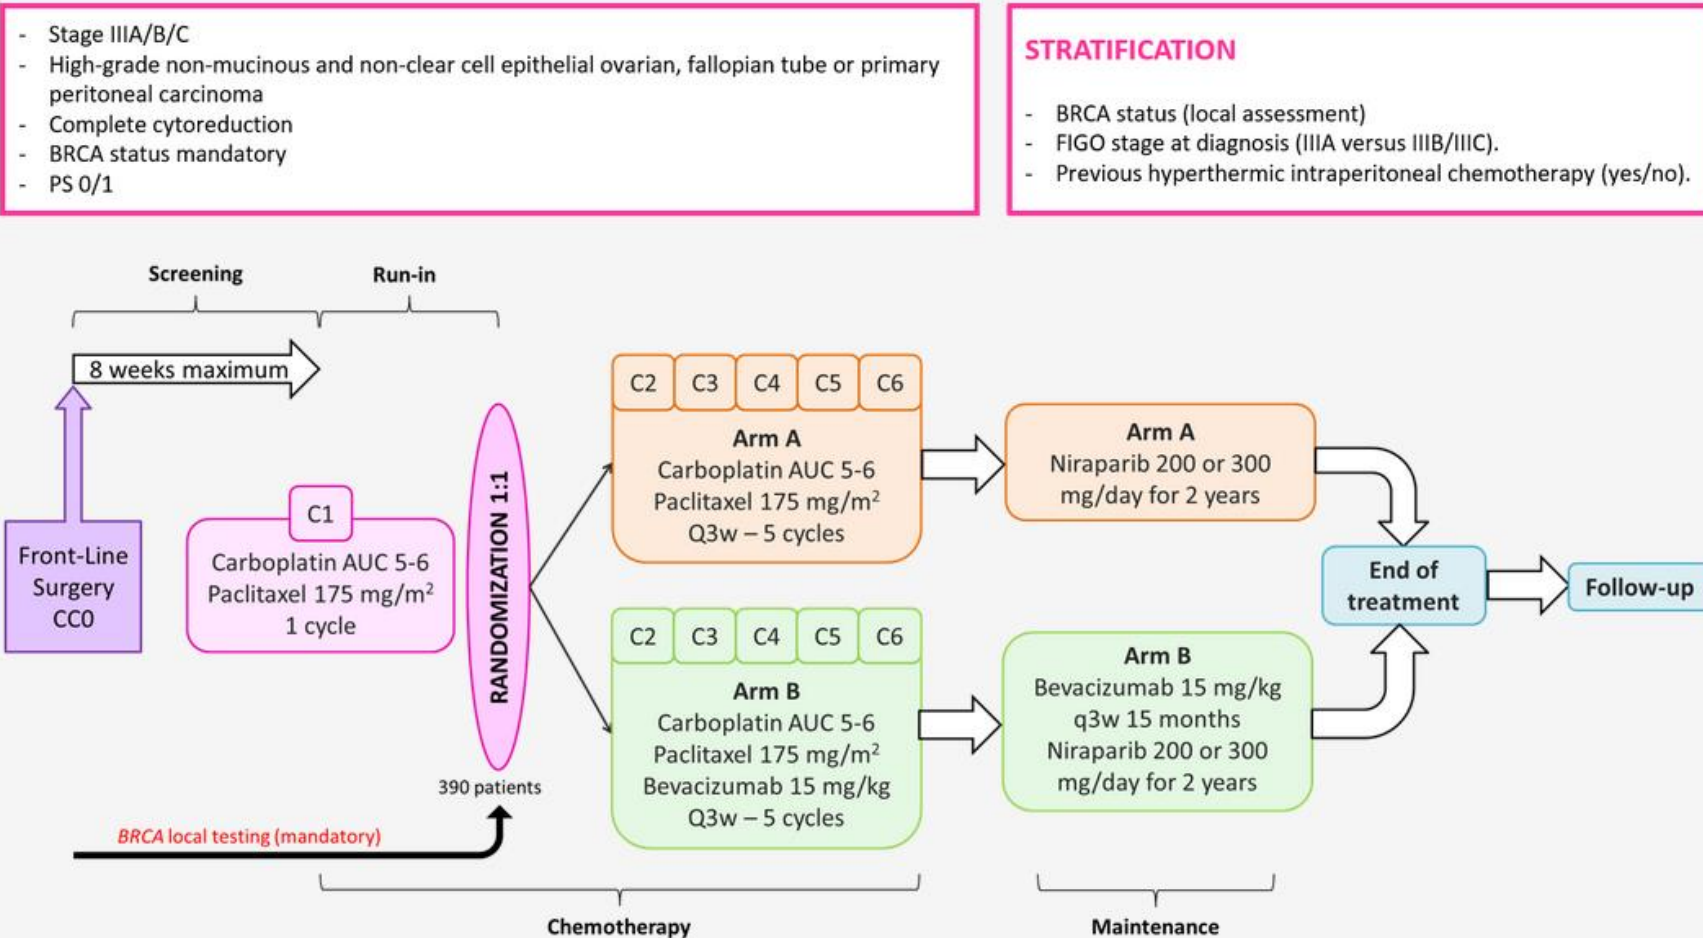 - Stage IIIA/B/C
- High-grade non-mucinous and non-clear cell epithelial ovarian, fallopian tube or primary
peritoneal carcinoma
- Complete cytoreduction
- BRCA status mandatory
- PS 0/1
STRATIFICATION
- BRCA status (local assessment)
- FIGO stage at diagnosis (IIIA versus IIIB/IIIC).
- Previous hyperthermic intraperitoneal chemotherapy (yes/no).
Screening
Run-in
8 weeks maximum
Front-Line
Surgery
CC0
C1
Carboplatin AUC 5-6
Paclitaxel 175 mg/m²
1 cycle
RANDOMIZATION 1:1
390 patients
BRCA local testing (mandatory)
C2 C3 C4 C5 C6
Arm A
Carboplatin AUC 5-6
Paclitaxel 175 mg/m²
Q3w – 5 cycles
Arm A
Niraparib 200 or 300
mg/day for 2 years
C2 C3 C4 C5 C6
Arm B
Carboplatin AUC 5-6
Paclitaxel 175 mg/m²
Bevacizumab 15 mg/kg
Q3w – 5 cycles
Arm B
Bevacizumab 15 mg/kg
q3w 15 months
Niraparib 200 or 300
mg/day for 2 years
End of
treatment
Follow-up
Chemotherapy
Maintenance